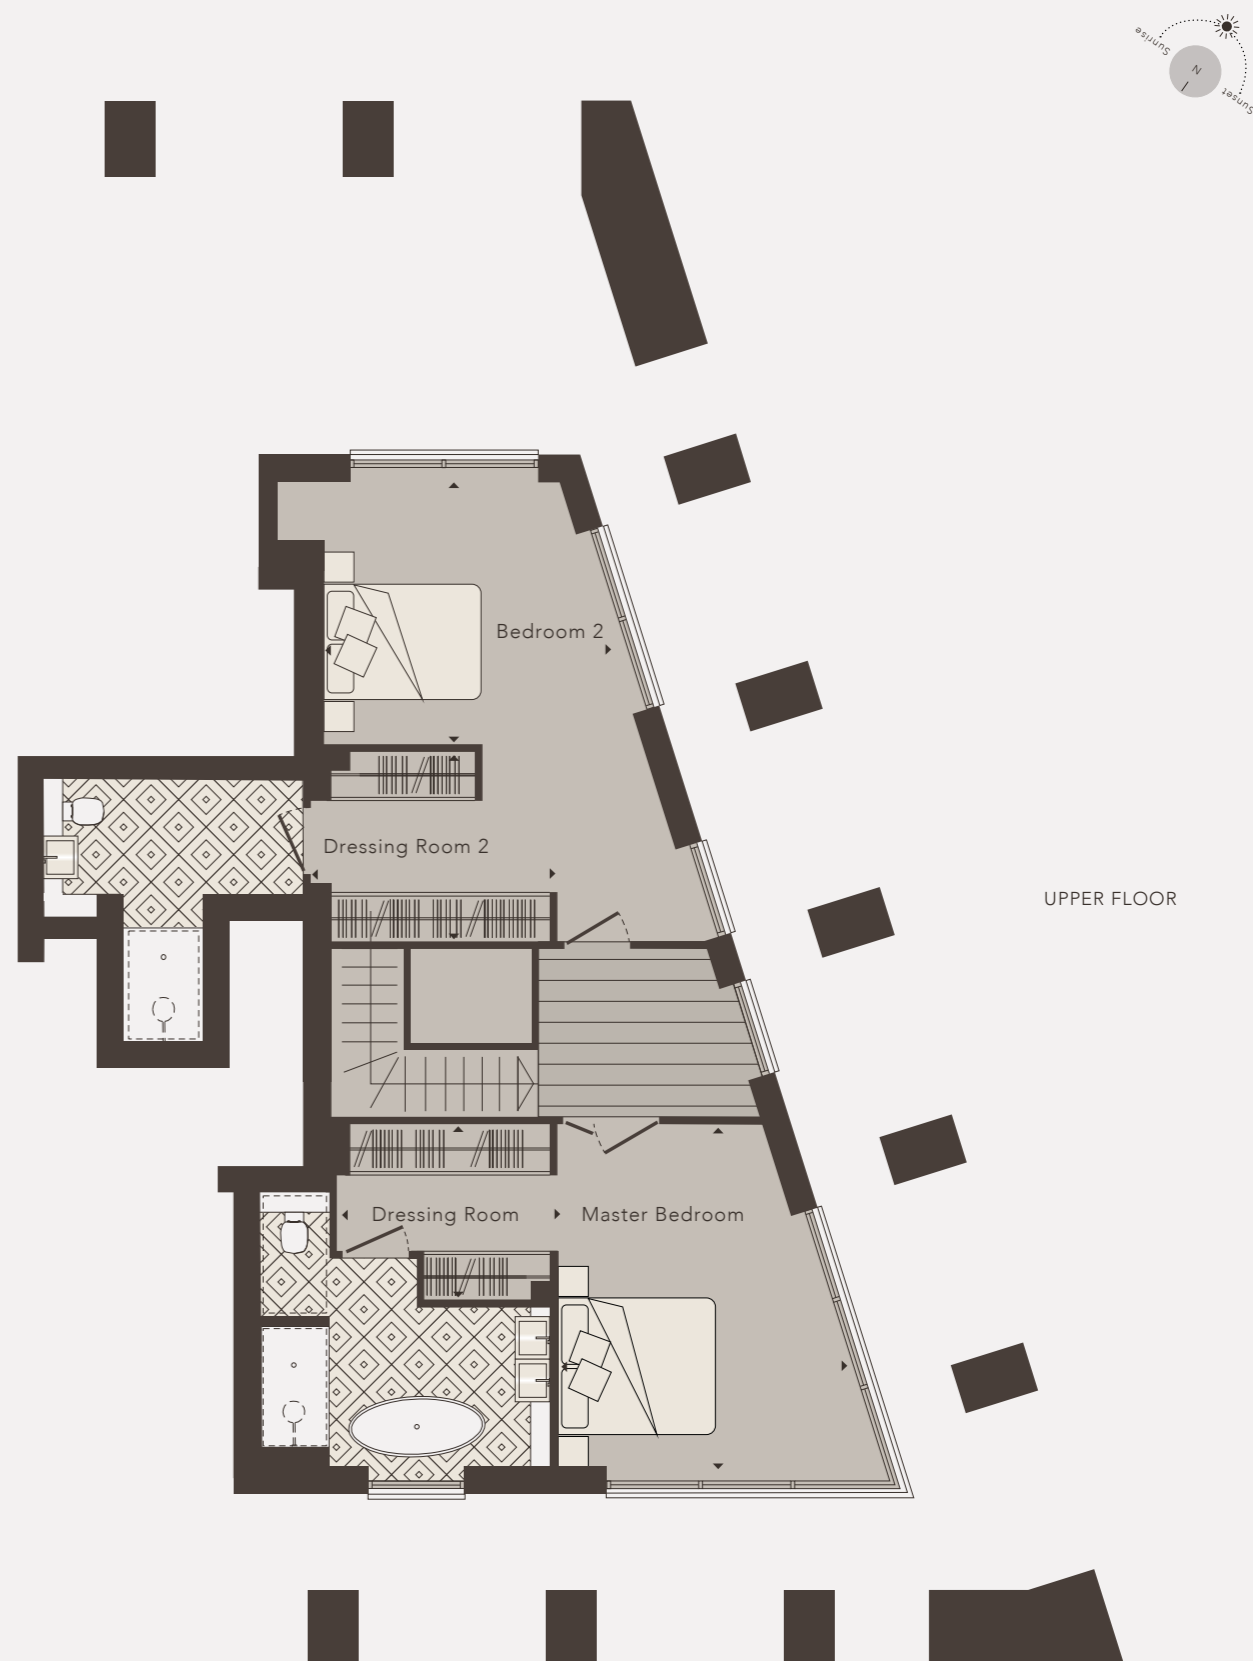 Sunrise
N
Sunset
Bedroom 2
Dressing Room 2
UPPER FLOOR
Dressing Room
Master Bedroom